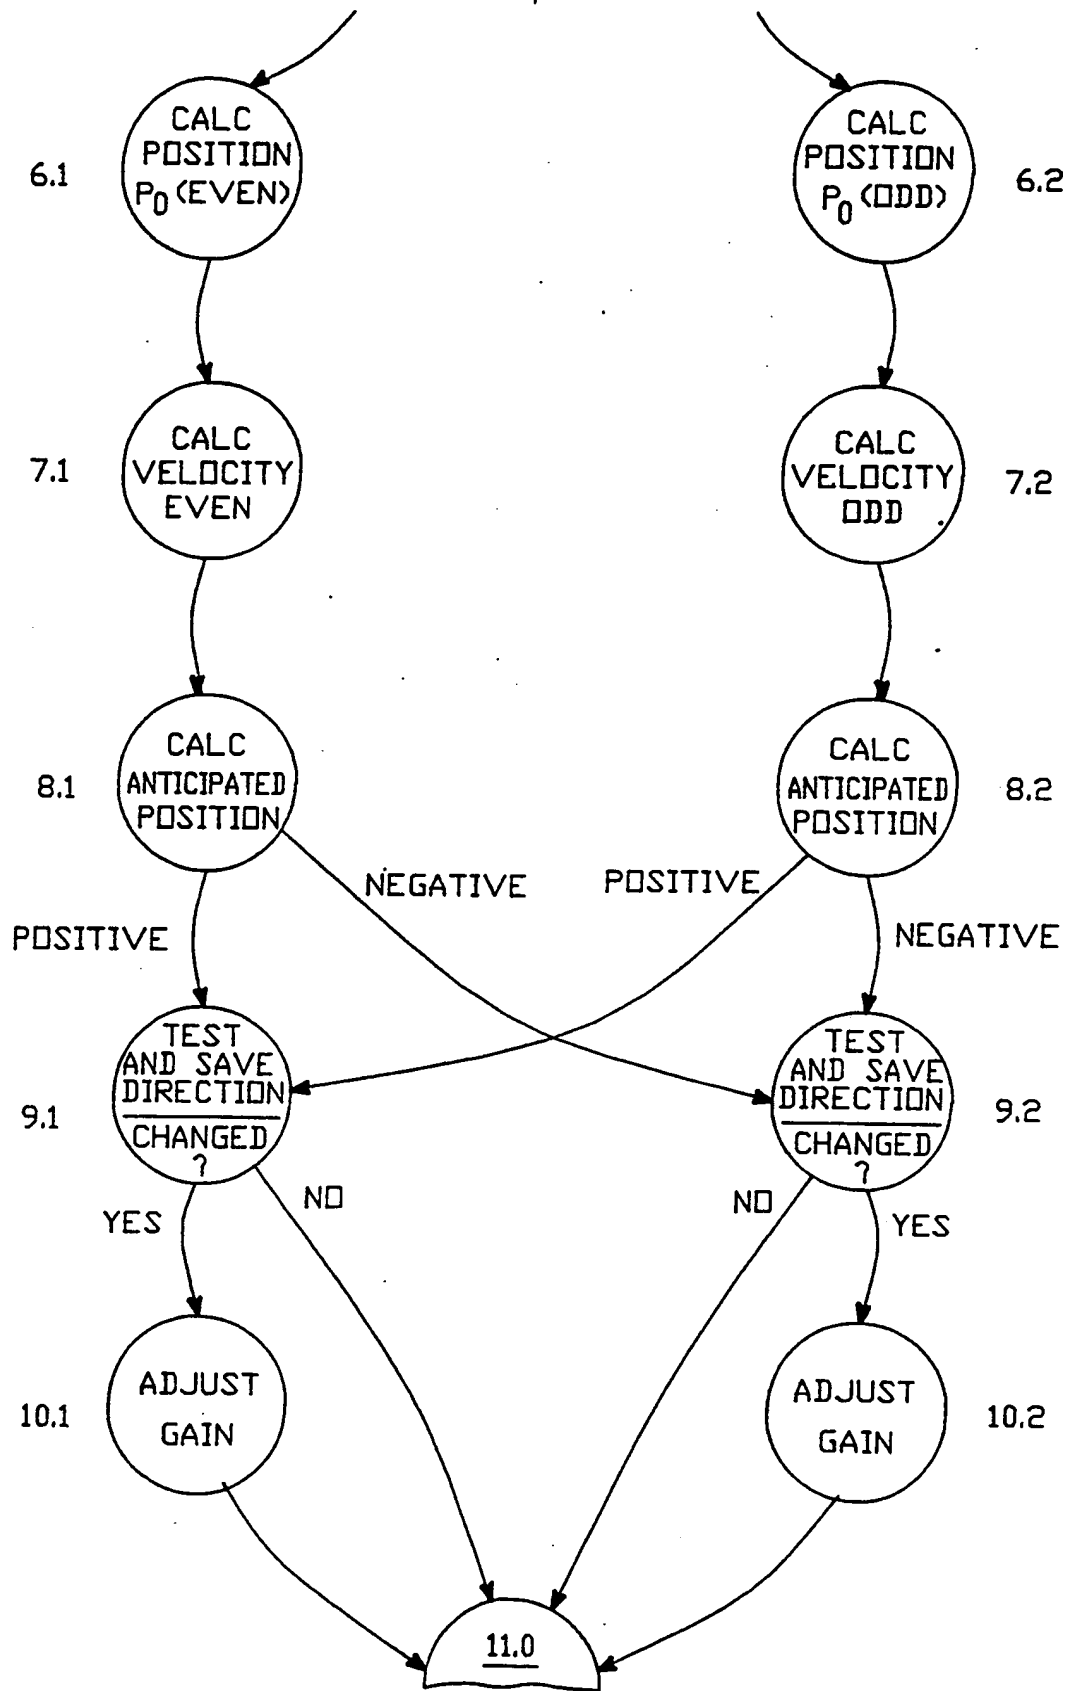 CALC
POSITION
P0 (EVEN)
6.1
CALC
POSITION
P0 (ODD)
6.2
CALC
VELOCITY
EVEN
7.1
CALC
VELOCITY
ODD
7.2
CALC
ANTICIPATED
POSITION
8.1
CALC
ANTICIPATED
POSITION
8.2
NEGATIVE
POSITIVE
POSITIVE
NEGATIVE
TEST
AND SAVE
DIRECTION
CHANGED
?
9.1
TEST
AND SAVE
DIRECTION
CHANGED
?
9.2
YES
NO
NO
YES
ADJUST
GAIN
10.1
ADJUST
GAIN
10.2
11.0